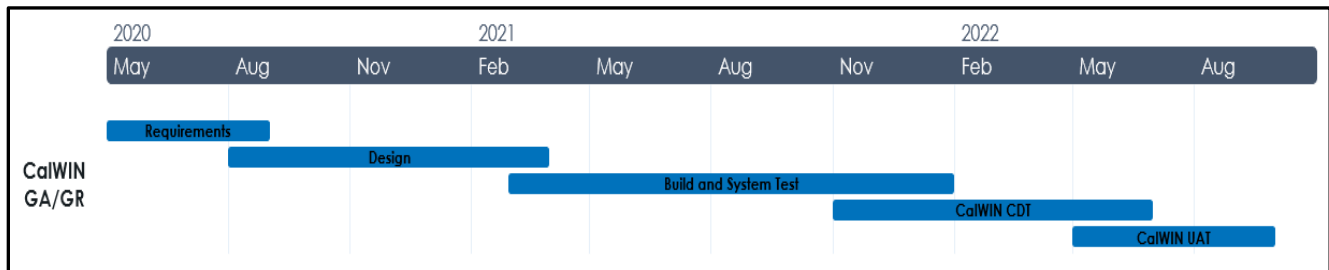 2020 2021 2022
May Aug Nov Feb May Aug Nov Feb May Aug
Requirements
Design
CalWIN
GA/GR
Build and System Test
CalWIN CDT
CalWIN UAT